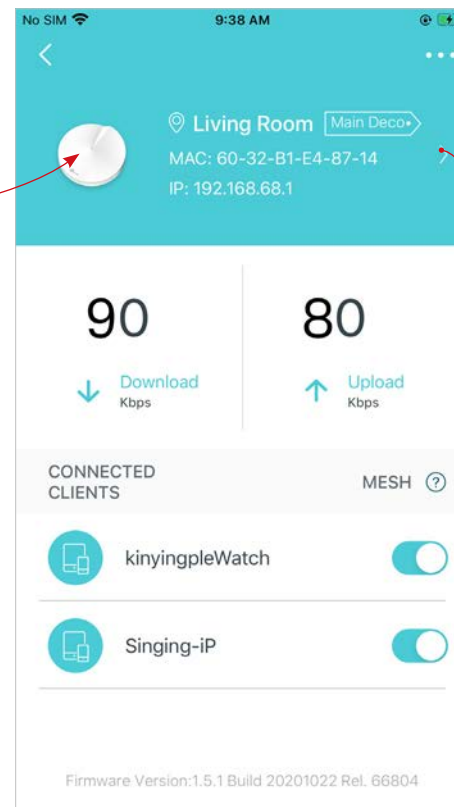 No SIM 9:38 AM
Living Room Main Deco
MAC: 60-32-B1-E4-87-14
IP: 192.168.68.1
90 80
Download Upload
Kbps Kbps
CONNECTED
CLIENTS MESH ?
kinyingpleWatch
Singing-iP
Firmware Version:1.5.1 Build 20201022 Rel. 66804